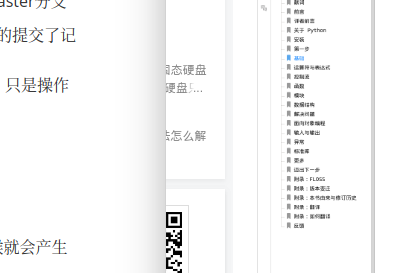 aster分支
的提交了记
只是操作
就会产生
固态硬盘
硬盘
法怎么解
翻词
前言
译者前言
关于 Python
安装
第一步
基础
运算符与表达式
控制流
函数
模块
数据结构
解决问题
面向对象编程
输入与输出
异常
标准库
更多
迈出下一步
附录：FLOSS
附录：版本变迁
附录：本书由来与修订历史
附录：翻译
附录：如何翻译
反馈